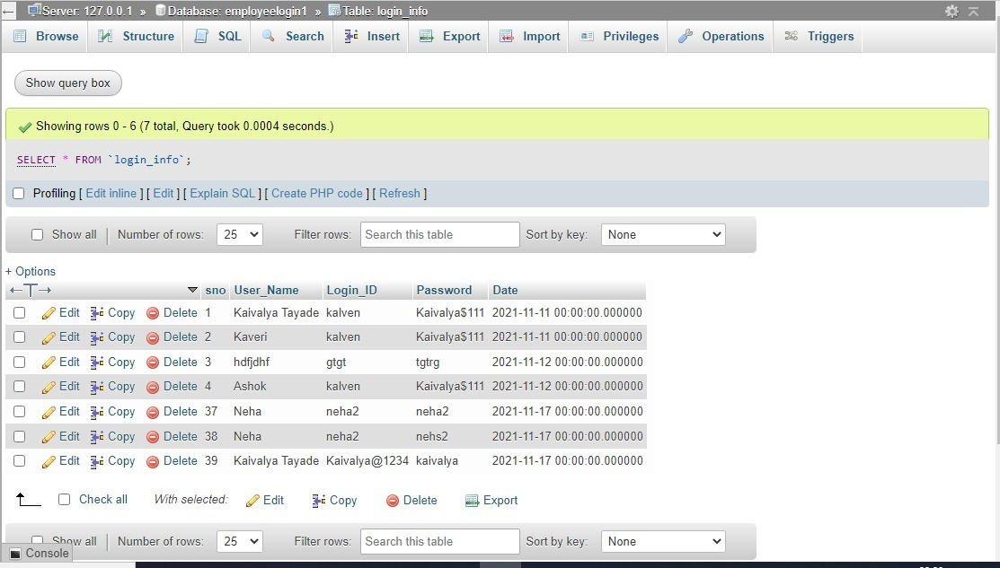 Server: 127.0.0.1 » Database: employeelogin1 » Table: login_info
Browse Structure SQL Search Insert Export Import Privileges Operations Triggers
Show query box
Showing rows 0 - 6 (7 total, Query took 0.0004 seconds.)
SELECT * FROM `login_info`;
Profiling [ Edit inline ] [ Edit ] [ Explain SQL ] [ Create PHP code ] [ Refresh ]
Show all Number of rows: 25 Filter rows: Search this table Sort by key: None
+ Options
←T→ sno User_Name Login_ID Password Date
Edit Copy Delete 1 Kaivalya Tayade kalven Kaivalya$111 2021-11-11 00:00:00.000000
Edit Copy Delete 2 Kaveri kalven Kaivalya$111 2021-11-11 00:00:00.000000
Edit Copy Delete 3 hdfjdhf gtgt tgtrg 2021-11-12 00:00:00.000000
Edit Copy Delete 4 Ashok kalven Kaivalya$111 2021-11-12 00:00:00.000000
Edit Copy Delete 37 Neha neha2 neha2 2021-11-17 00:00:00.000000
Edit Copy Delete 38 Neha neha2 nehs2 2021-11-17 00:00:00.000000
Edit Copy Delete 39 Kaivalya Tayade Kaivalya@1234 kaivalya 2021-11-17 00:00:00.000000
Check all With selected: Edit Copy Delete Export
Show all Number of rows: 25 Filter rows: Search this table Sort by key: None
Console